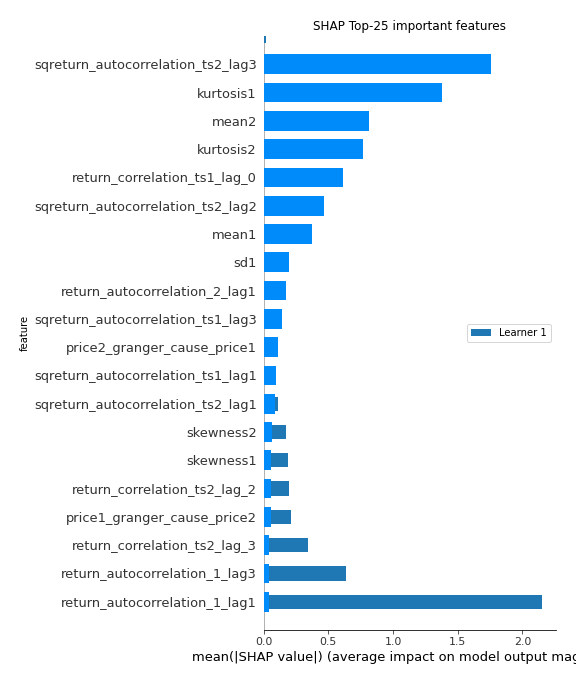 SHAP Top-25 important features
sqreturn_autocorrelation_ts2_lag3
kurtosis1
mean2
kurtosis2
return_correlation_ts1_lag_0
sqreturn_autocorrelation_ts2_lag2
mean1
sd1
return_autocorrelation_2_lag1
sqreturn_autocorrelation_ts1_lag3
price2_granger_cause_price1
sqreturn_autocorrelation_ts1_lag1
sqreturn_autocorrelation_ts2_lag1
skewness2
skewness1
return_correlation_ts2_lag_2
price1_granger_cause_price2
return_correlation_ts2_lag_3
return_autocorrelation_1_lag3
return_autocorrelation_1_lag1
feature
Learner 1
0.0 0.5 1.0 1.5 2.0
mean(|SHAP value|) (average impact on model output mag